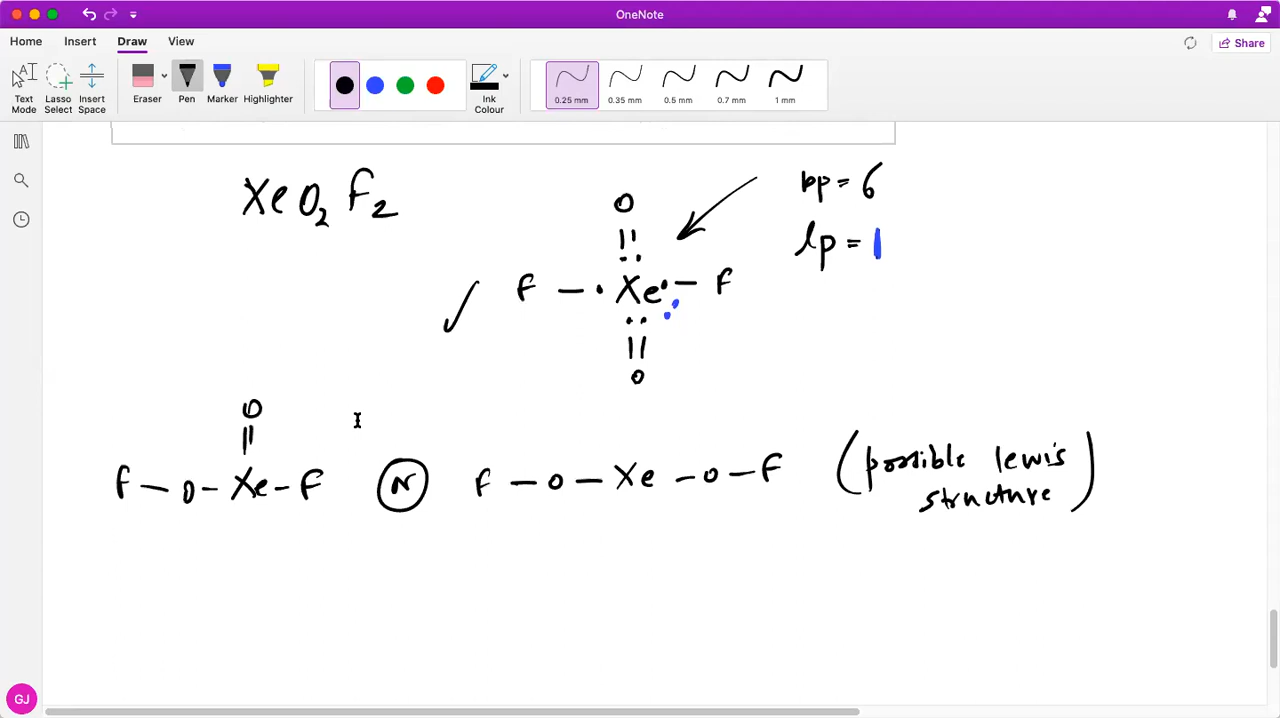 OneNote
Home Insert Draw View
Share
Text Mode
Lasso Select
Insert Space
Eraser
Pen
Marker
Highlighter
Ink Colour
0.25 mm
0.35 mm
0.5 mm
0.7 mm
1 mm
XeO₂F₂
bp = 6
lp = 1
O
||
F — · Xe · — F
||
O
O
||
F — O — Xe — F or F — O — Xe — O — F (possible lewis structure)
GJ